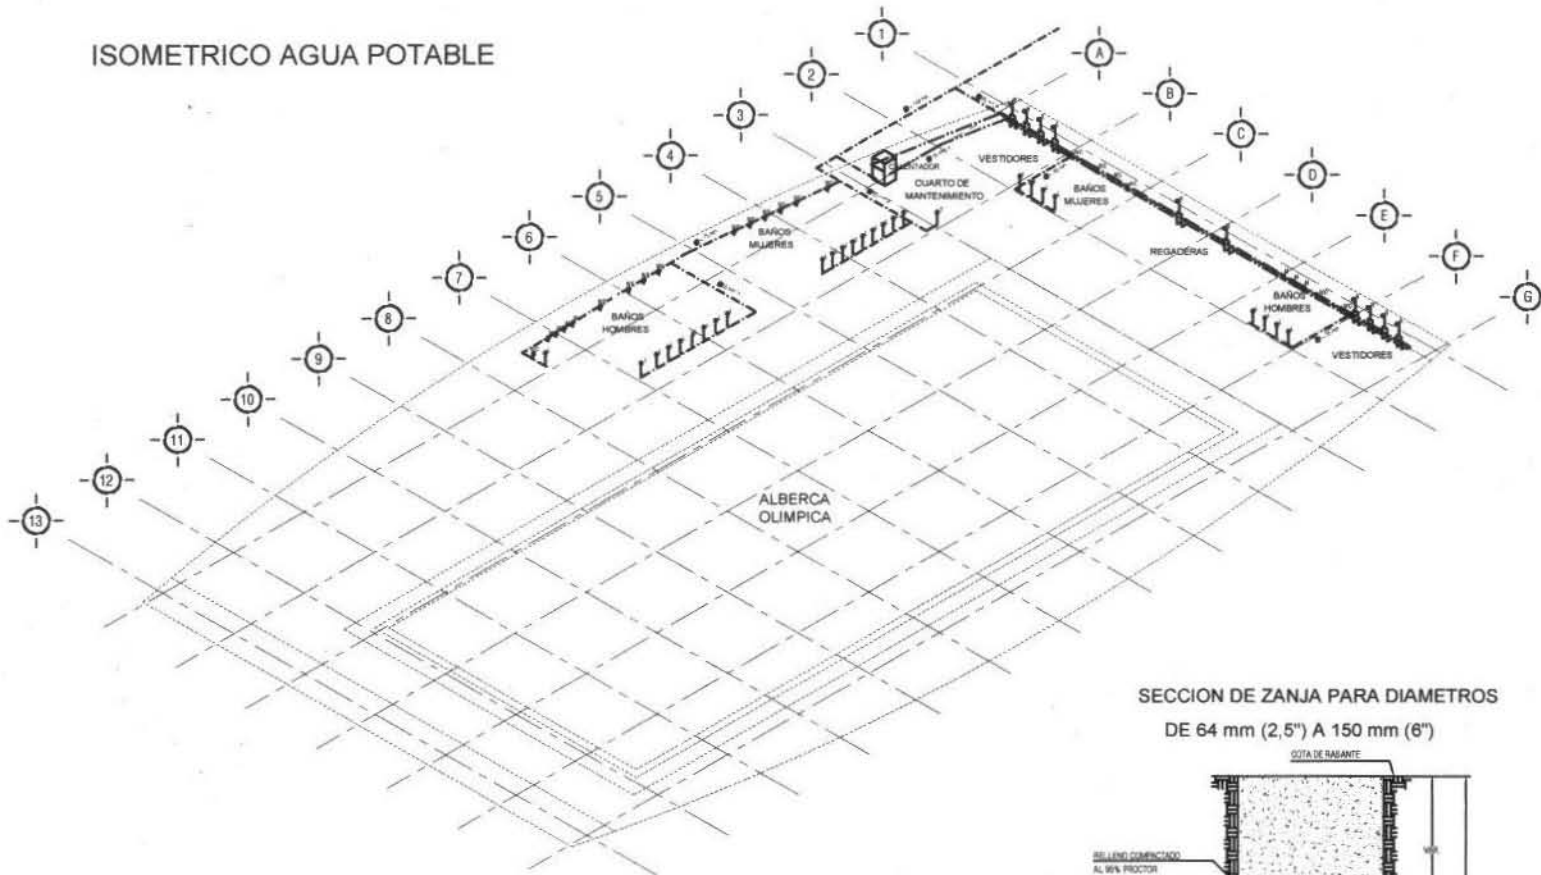 ISOMETRICO AGUA POTABLE
1
2
3
4
5
6
7
8
9
10
11
12
13
A
B
C
D
E
F
G
VESTIDORES
CUARTO DE
MANTENIMIENTO
BAÑOS
MUJERES
REGADERAS
BAÑOS
HOMBRES
VESTIDORES
BAÑOS
MUJERES
BAÑOS
HOMBRES
ALBERCA
OLIMPICA
SECCION DE ZANJA PARA DIAMETROS
DE 64 mm (2,5") A 150 mm (6")
COTA DE RASANTE
RELLENO COMPACTADO
AL 95% PROCTOR